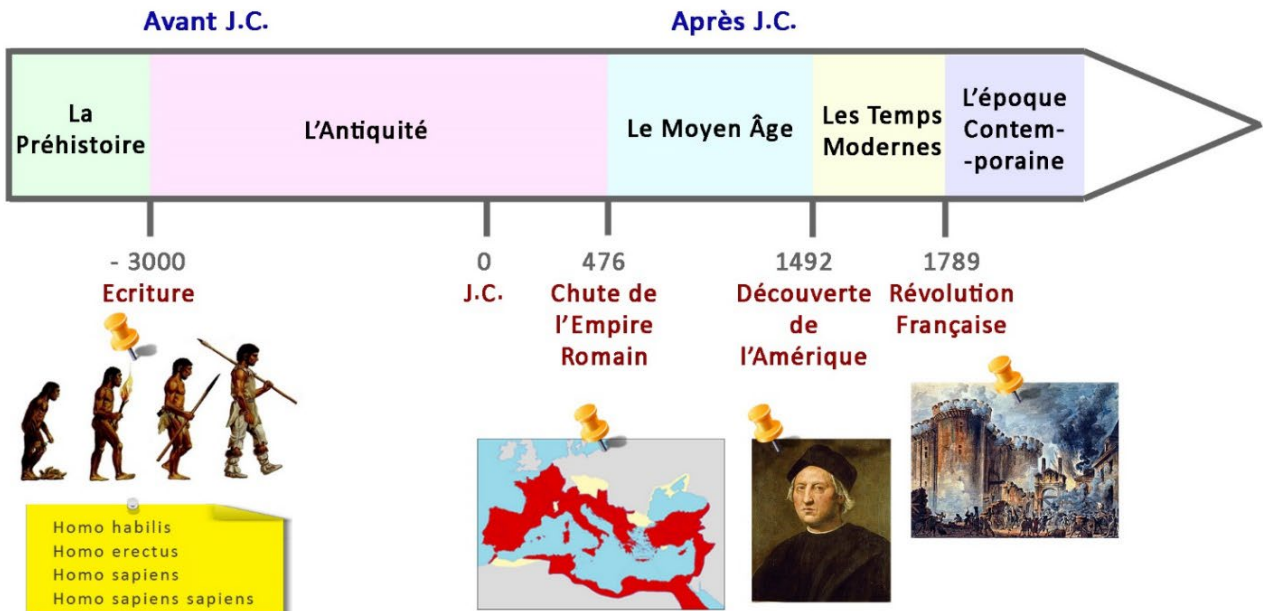 Avant J.C.
Après J.C.
La
Préhistoire
L'Antiquité
Le Moyen Âge
Les Temps
Modernes
L'époque
Contem-
-poraine
- 3000
Ecriture
0
J.C.
476
Chute de
l'Empire
Romain
1492
Découverte
de
l'Amérique
1789
Révolution
Française
Homo habilis
Homo erectus
Homo sapiens
Homo sapiens sapiens